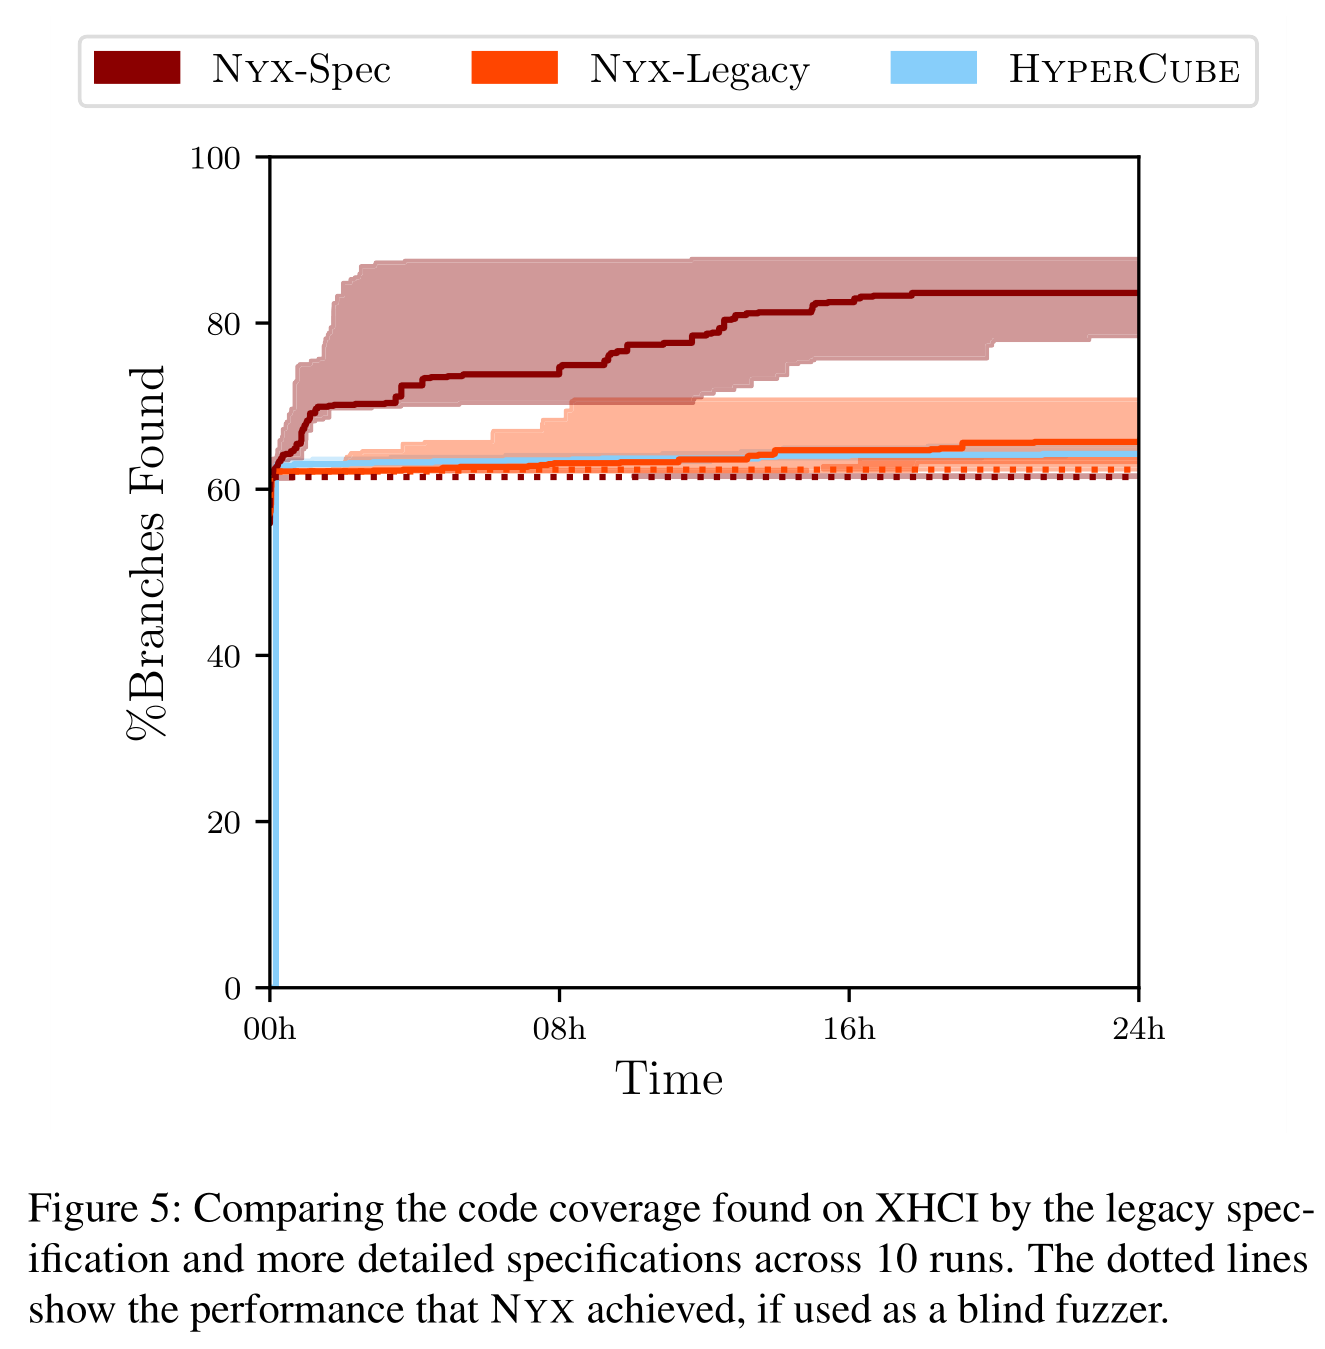 NYX-Spec NYX-Legacy HYPERCUBE
100
80
60
40
20
0
%Branches Found
00h 08h 16h 24h
Time
Figure 5: Comparing the code coverage found on XHCI by the legacy spec-
ification and more detailed specifications across 10 runs. The dotted lines
show the performance that NYX achieved, if used as a blind fuzzer.